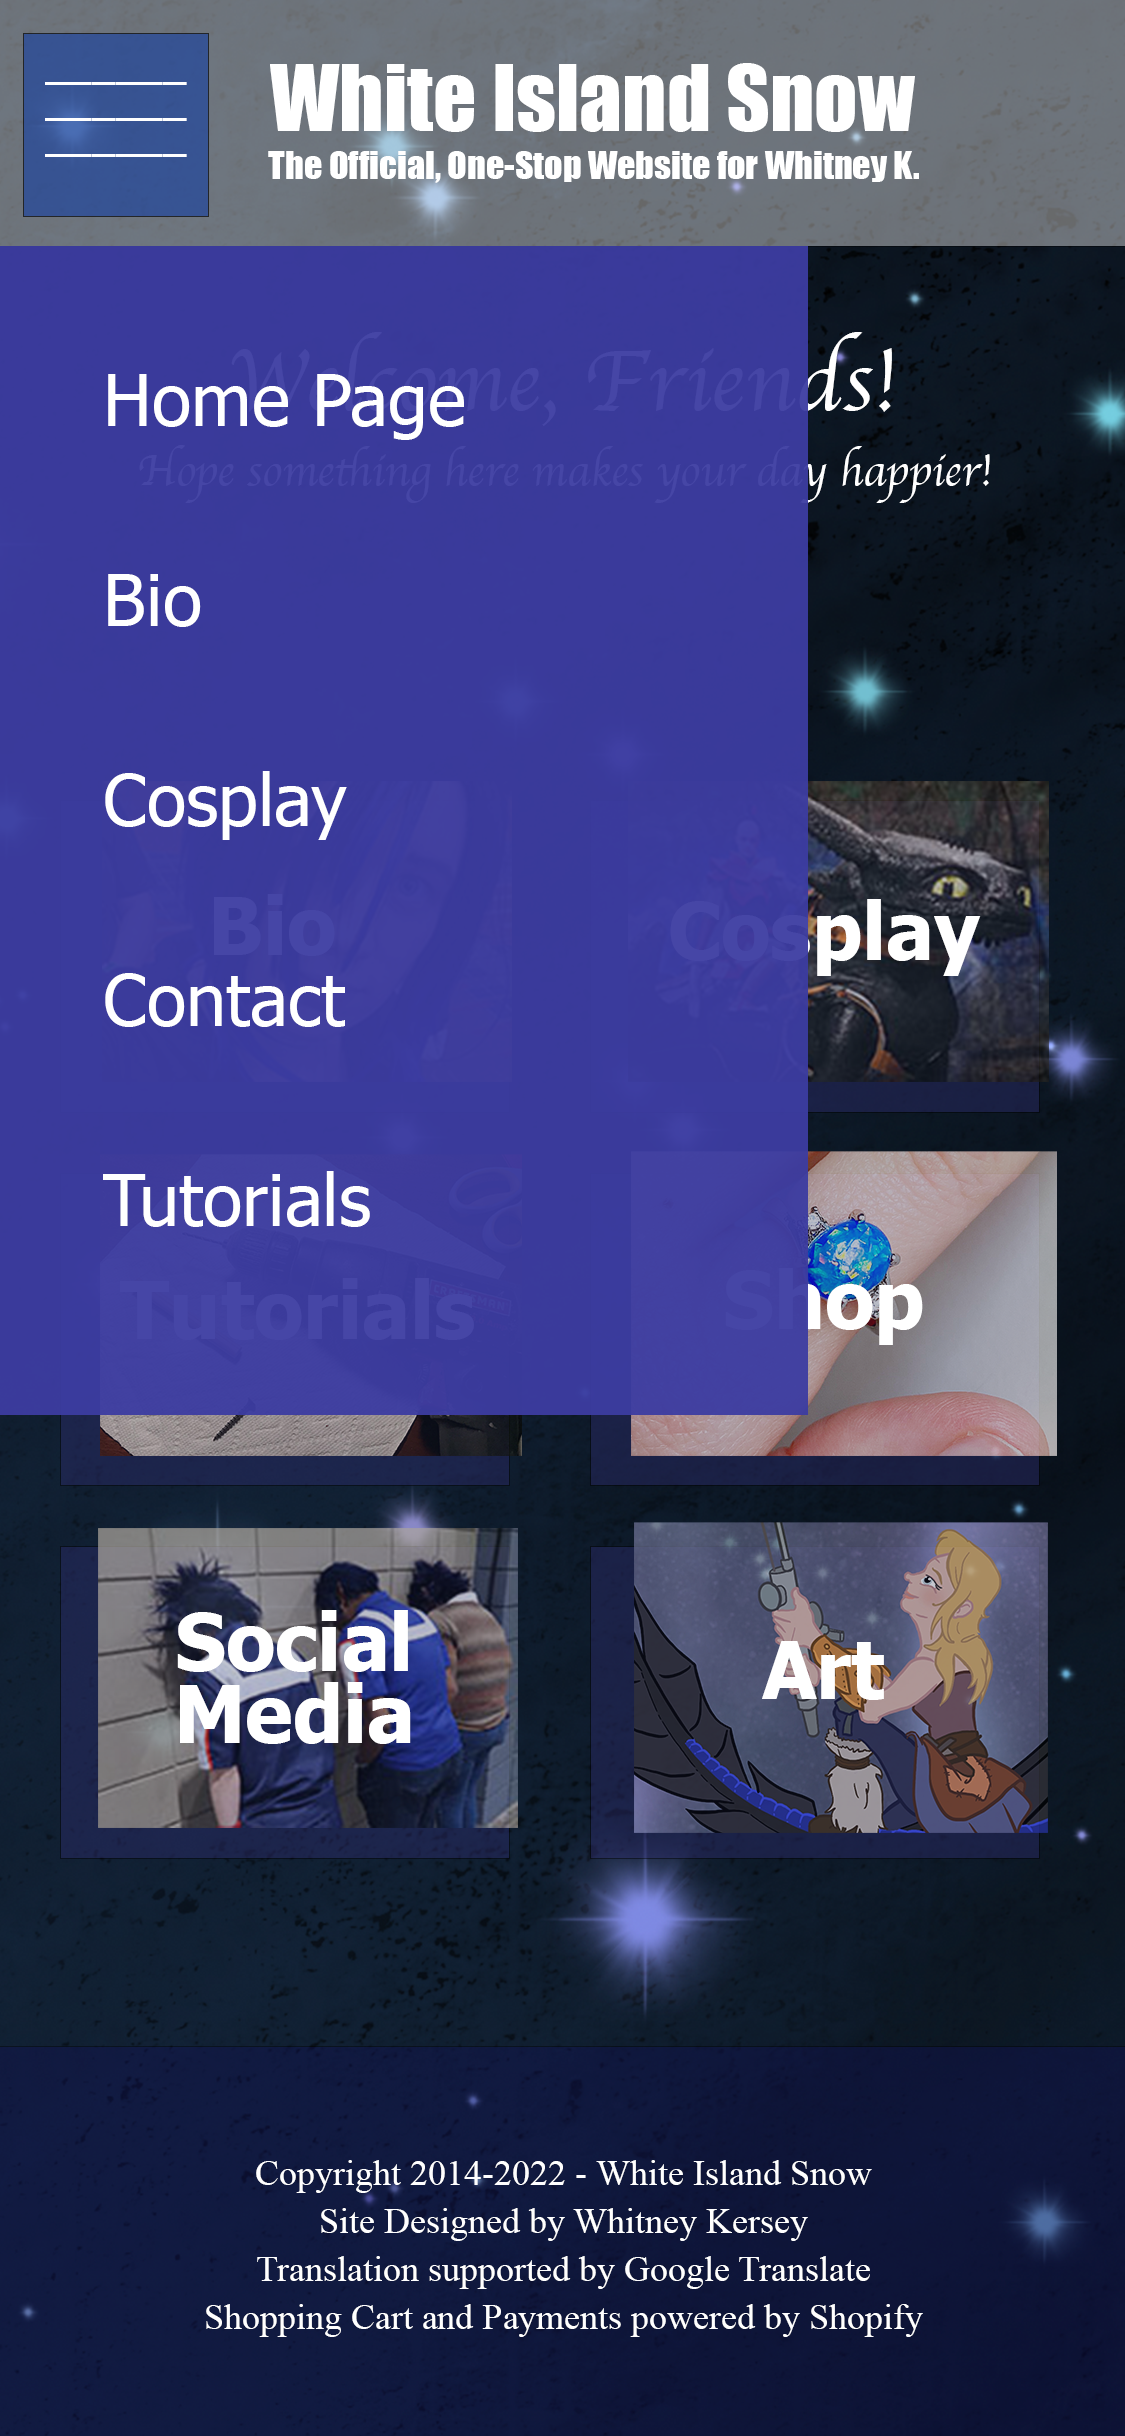 White Island Snow
The Official, One-Stop Website for Whitney K.
Welcome, Friends!
Home Page
Hope something here makes your day happier!
Bio
Cosplay
Bio
Cosplay
Contact
Tutorials
Tutorials
Shop
Social
Media
Art
Copyright 2014-2022 - White Island Snow
Site Designed by Whitney Kersey
Translation supported by Google Translate
Shopping Cart and Payments powered by Shopify